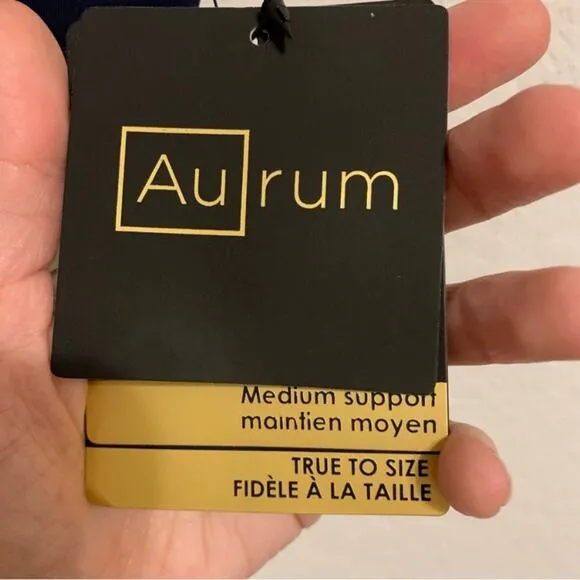 Aurum
Medium support
maintien moyen
TRUE TO SIZE
FIDÈLE À LA TAILLE